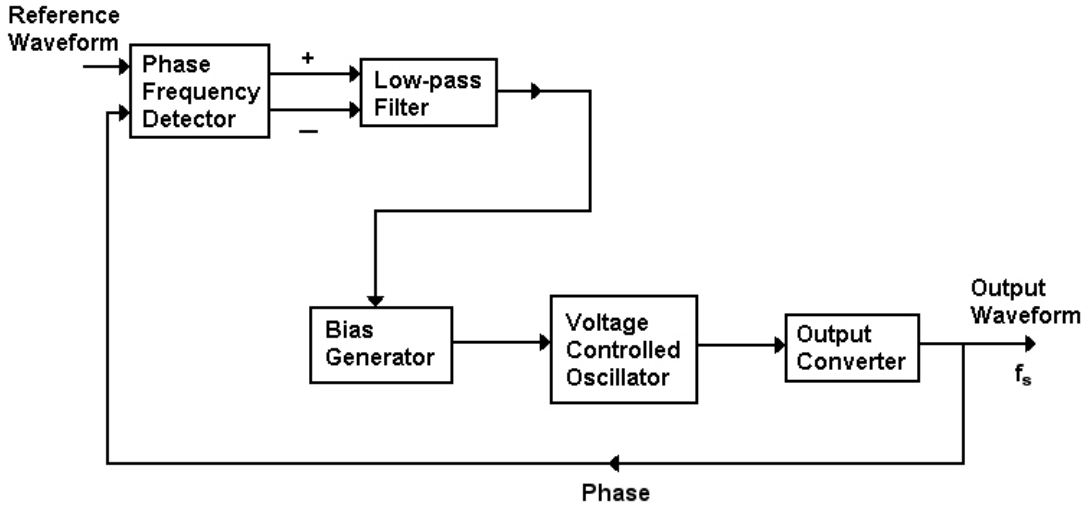 Reference
Waveform
Phase
Frequency
Detector
+
–
Low-pass
Filter
Bias
Generator
Voltage
Controlled
Oscillator
Output
Converter
Output
Waveform
fs
Phase